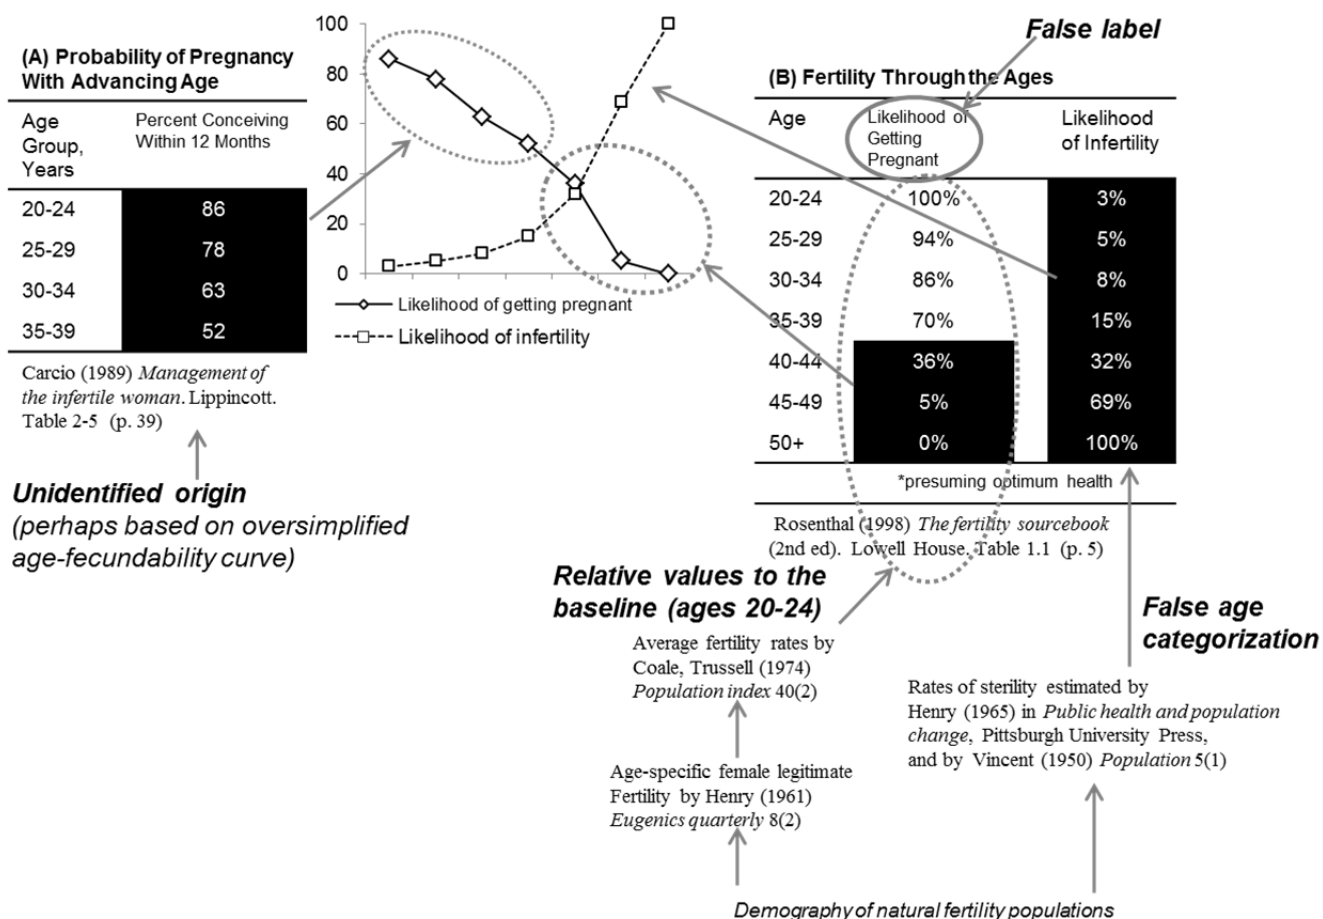 (A) Probability of Pregnancy
With Advancing Age
Age
Group,
Years
Percent Conceiving
Within 12 Months
20-24 86
25-29 78
30-34 63
35-39 52
Carcio (1989) Management of
the infertile woman. Lippincott.
Table 2-5 (p. 39)
Unidentified origin
(perhaps based on oversimplified
age-fecundability curve)
100
80
60
40
20
0
Likelihood of getting pregnant
Likelihood of infertility
False label
(B) Fertility Through the Ages
Age
Likelihood of
Getting
Pregnant
Likelihood
of Infertility
20-24 100% 3%
25-29 94% 5%
30-34 86% 8%
35-39 70% 15%
40-44 36% 32%
45-49 5% 69%
50+ 0% 100%
*presuming optimum health
Rosenthal (1998) The fertility sourcebook
(2nd ed). Lowell House. Table 1.1 (p. 5)
Relative values to the
baseline (ages 20-24)
Average fertility rates by
Coale, Trussell (1974)
Population index 40(2)
Age-specific female legitimate
Fertility by Henry (1961)
Eugenics quarterly 8(2)
False age
categorization
Rates of sterility estimated by
Henry (1965) in Public health and population
change, Pittsburgh University Press,
and by Vincent (1950) Population 5(1)
Demography of natural fertility populations